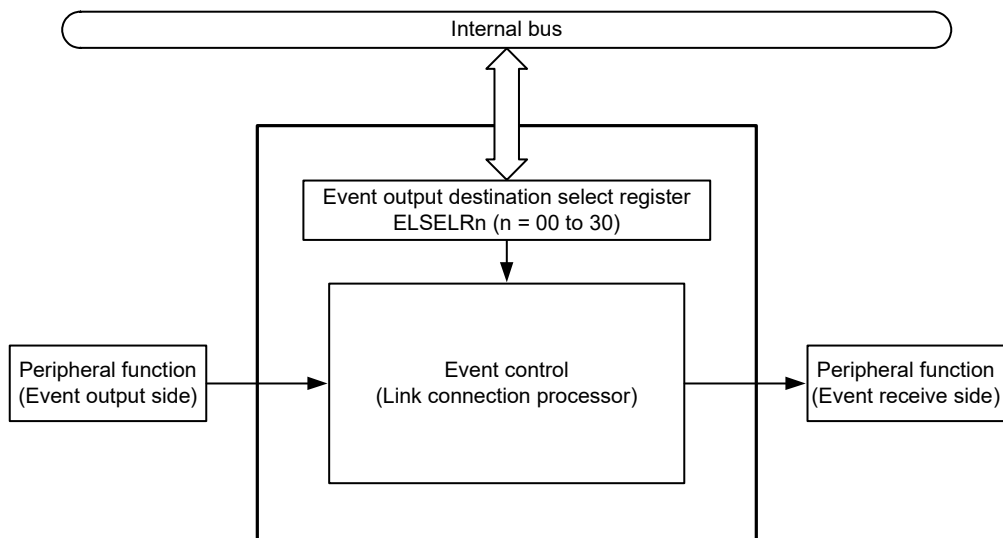 Internal bus
Event output destination select register
ELSELRn (n = 00 to 30)
Peripheral function
(Event output side)
Event control
(Link connection processor)
Peripheral function
(Event receive side)